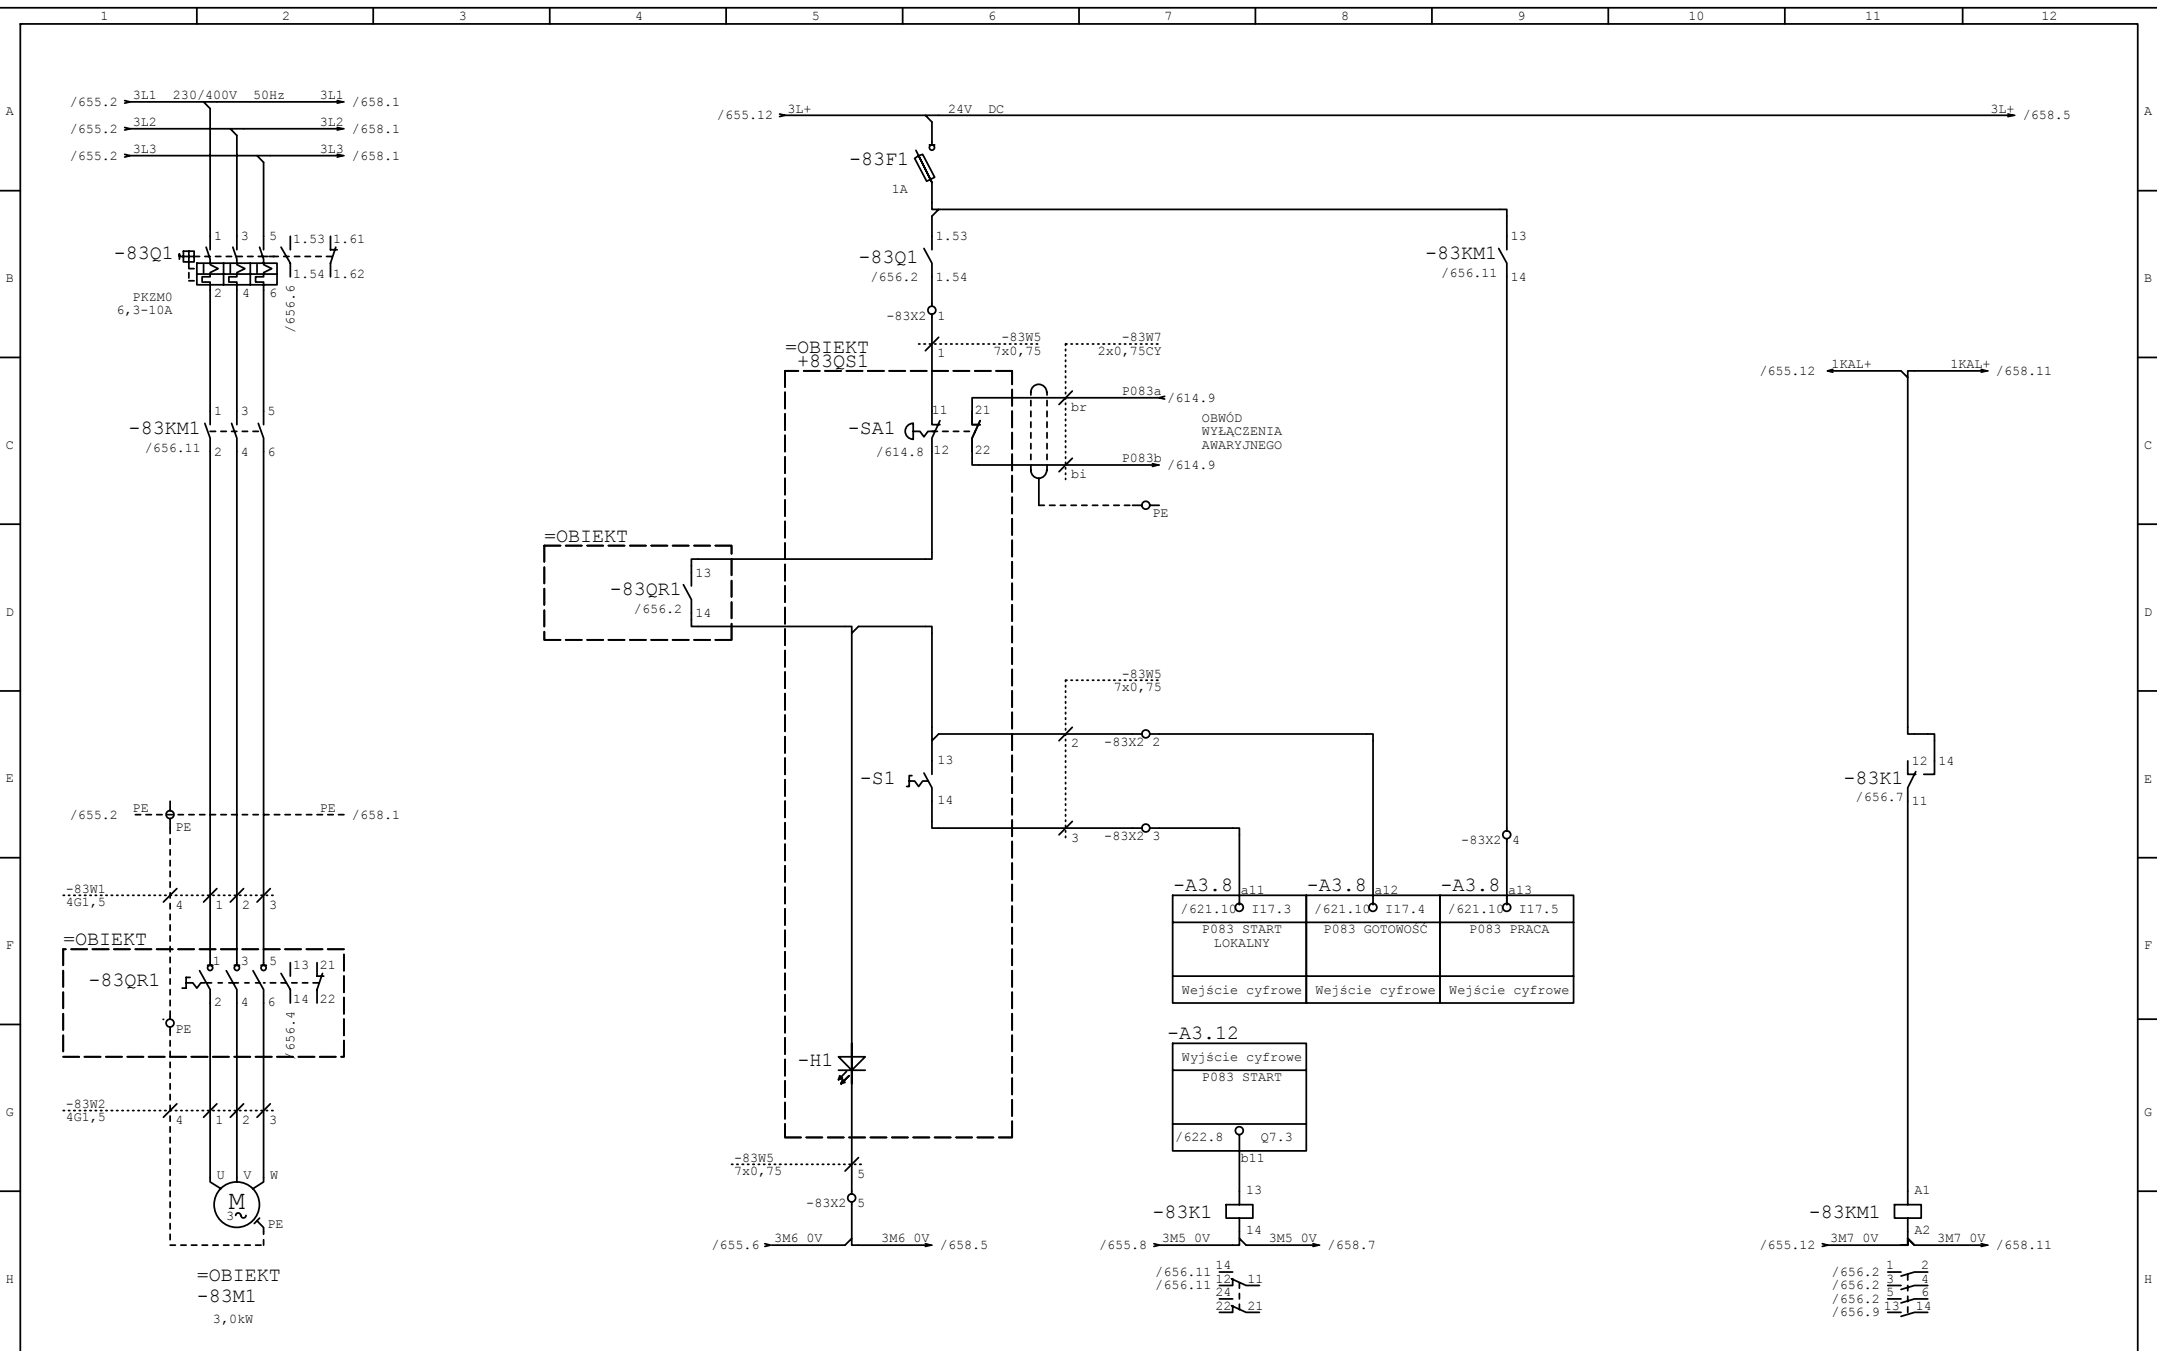 1 2 3 4 5 6 7 8 9 10 11 12
A A
B B
C C
D D
E E
F F
G G
H H
/655.2 3L1 230/400V 50Hz 3L1 /658.1
/655.2 3L2 3L2 /658.1
/655.2 3L3 3L3 /658.1
-83Q1
1 3 5 1.53 1.61
2 4 6 1.54 1.62
PKZM0
6,3-10A
/656.6
-83KM1
/656.11
1 3 5
2 4 6
/655.2 PE PE /658.1
PE
-83W1
4G1,5
4 1 2 3
=OBIEKT
-83QR1
1 3 5 13 21
2 4 6 14 22
PE
/656.4
-83W2
4G1,5
4 1 2 3
U V W
M
3
PE
=OBIEKT
-83M1
3,0kW
/655.12 3L+ 24V DC 3L+ /658.5
-83F1
1A
-83Q1
/656.2
1.53
1.54
-83X2 1
-83W5
7x0,75
1
-83W7
2x0,75CY
=OBIEKT
+83QS1
-SA1
/614.8
11 21
12 22
br
P083a /614.9
OBWÓD
WYŁĄCZENIA
AWARYJNEGO
bi
P083b /614.9
PE
=OBIEKT
-83QR1
/656.2
13
14
-83W5
7x0,75
2 -83X2 2
-S1
13
14
3 -83X2 3
-H1
-83W5
7x0,75
5
-83X2 5
/655.6 3M6 0V 3M6 0V /658.5
-83KM1
/656.11
13
14
-83X2 4
-A3.8 a11 -A3.8 a12 -A3.8 a13
/621.10 I17.3 /621.10 I17.4 /621.10 I17.5
P083 START P083 GOTOWOŚĆ P083 PRACA
LOKALNY
Wejście cyfrowe Wejście cyfrowe Wejście cyfrowe
-A3.12
Wyjście cyfrowe
P083 START
/622.8 Q7.3
b11
-83K1
13
14
/655.8 3M5 0V 3M5 0V /658.7
/656.11 14
/656.11 12 11
24
22 21
/655.12 1KAL+ 1KAL+ /658.11
-83K1
/656.7
12 14
11
-83KM1
A1
A2
/655.12 3M7 0V 3M7 0V /658.11
/656.2 1 2
/656.2 3 4
/656.2 5 6
/656.9 13 14